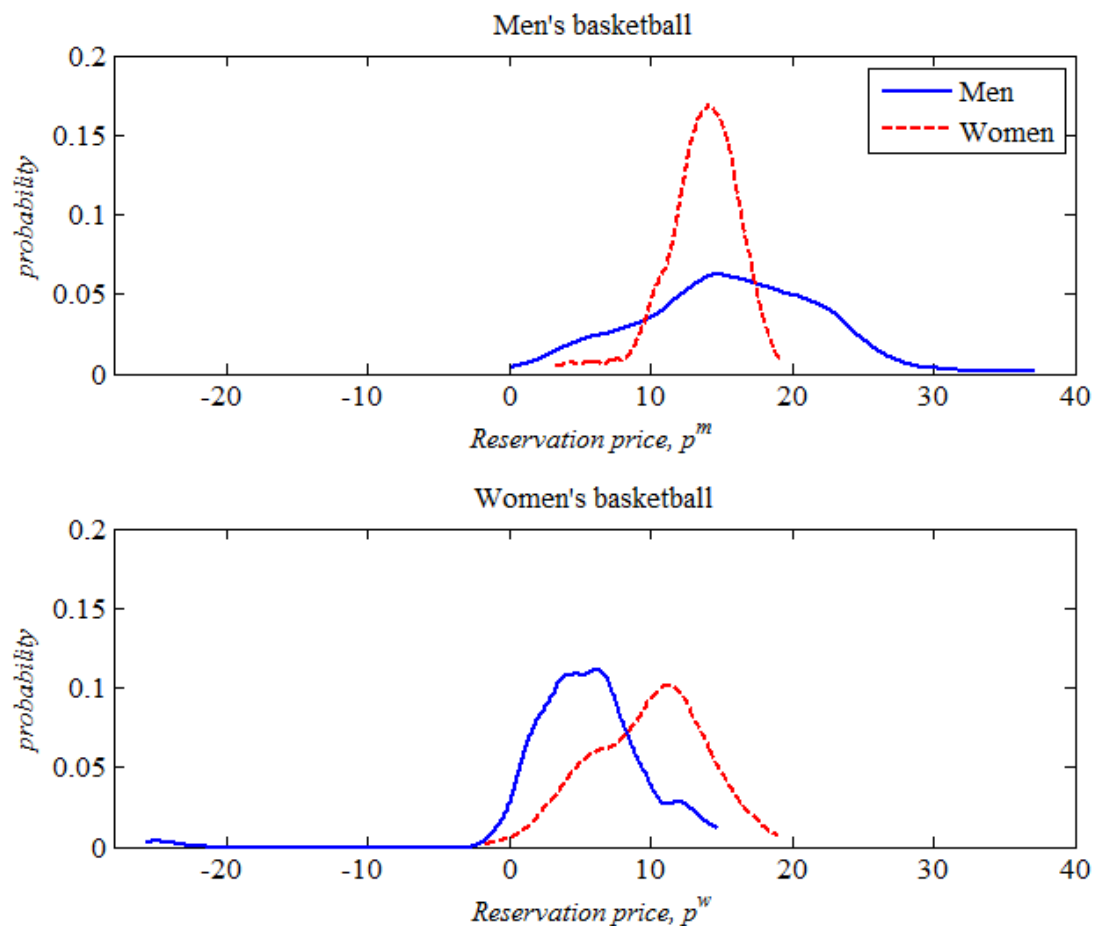 Men's basketball
0.2
0.15
0.1
0.05
0
probability
Men
Women
-20 -10 0 10 20 30 40
Reservation price, p^m
Women's basketball
0.2
0.15
0.1
0.05
0
probability
-20 -10 0 10 20 30 40
Reservation price, p^w